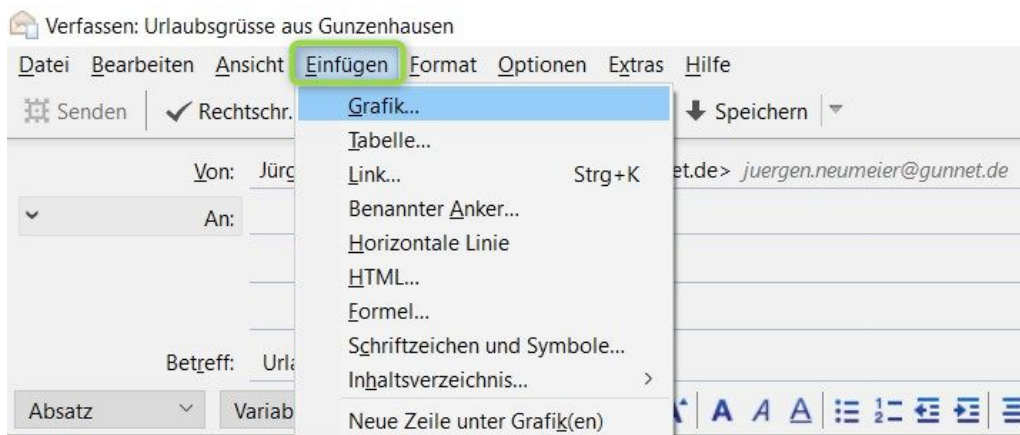 Verfassen: Urlaubsgrüsse aus Gunzenhausen
Datei Bearbeiten Ansicht Einfügen Format Optionen Extras Hilfe
Senden Rechtschr. Speichern
Grafik...
Tabelle...
Von: Jürg et.de> juergen.neumeier@gunnet.de
Link... Strg+K
An:
Benannter Anker...
Horizontale Linie
HTML...
Formel...
Schriftzeichen und Symbole...
Betreff: Urla
Inhaltsverzeichnis...
Absatz Variab
Neue Zeile unter Grafik(en)